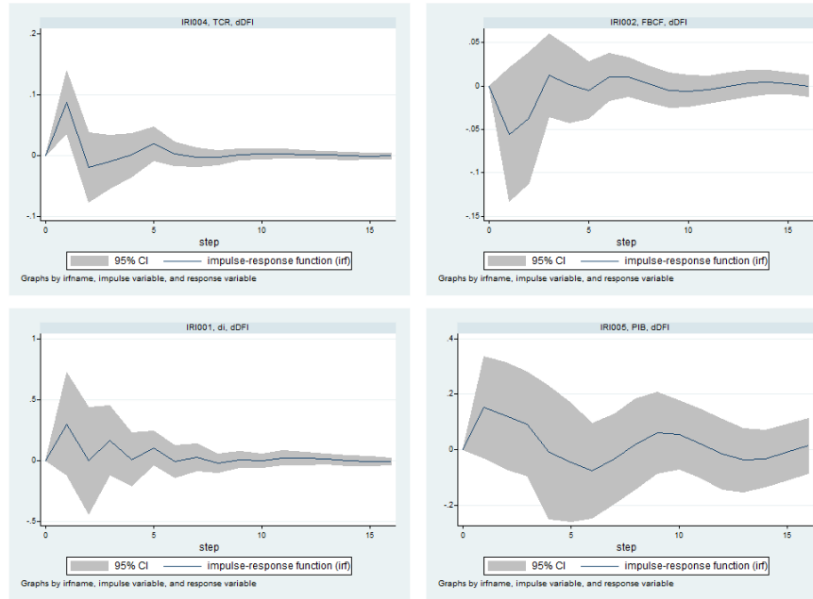 IRI004, TCR, dDFI
.2
.1
0
-.1
0
5
10
15
step
95% CI
impulse-response function (irf)
Graphs by irfname, impulse variable, and response variable
IRI002, FBCF, dDFI
.05
0
-.05
-.1
-.15
0
5
10
15
step
95% CI
impulse-response function (irf)
Graphs by irfname, impulse variable, and response variable
IRI001, di, dDFI
1
.5
0
-.5
0
5
10
15
step
95% CI
impulse-response function (irf)
Graphs by irfname, impulse variable, and response variable
IRI005, PIB, dDFI
.4
.2
0
-.2
0
5
10
15
step
95% CI
impulse-response function (irf)
Graphs by irfname, impulse variable, and response variable